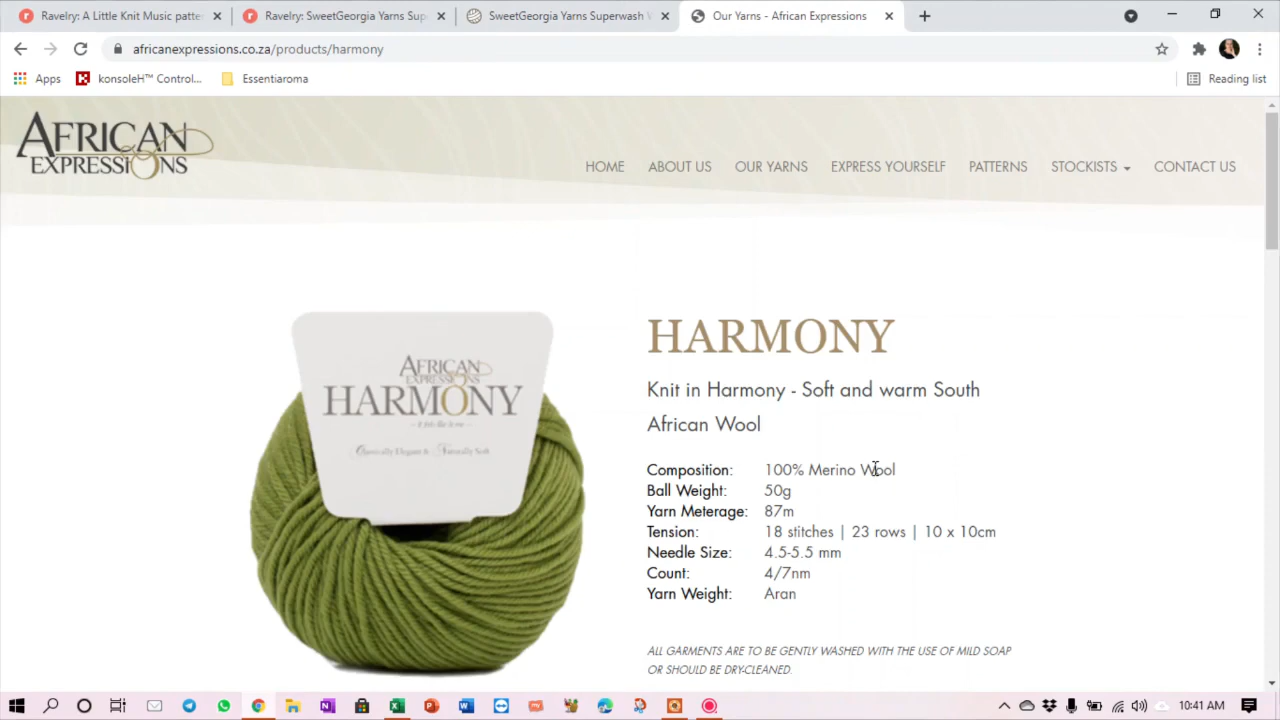 Ravelry: A Little Knit Music patte
Ravelry: SweetGeorgia Yarns Sup
SweetGeorgia Yarns Superwash
Our Yarns - African Expressions
africanexpressions.co.za/products/harmony
Apps
konsoleH™ Control...
Essentiaroma
Reading list
AFRICAN
EXPRESSIONS
HOME
ABOUT US
OUR YARNS
EXPRESS YOURSELF
PATTERNS
STOCKISTS
CONTACT US
AFRICAN
EXPRESSIONS
HARMONY
Classically Elegant & Naturally Soft
HARMONY
Knit in Harmony - Soft and warm South
African Wool
Composition: 100% Merino Wool
Ball Weight: 50g
Yarn Meterage: 87m
Tension: 18 stitches | 23 rows | 10 x 10cm
Needle Size: 4.5-5.5 mm
Count: 4/7nm
Yarn Weight: Aran
ALL GARMENTS ARE TO BE GENTLY WASHED WITH THE USE OF MILD SOAP
OR SHOULD BE DRY-CLEANED.
10:41 AM